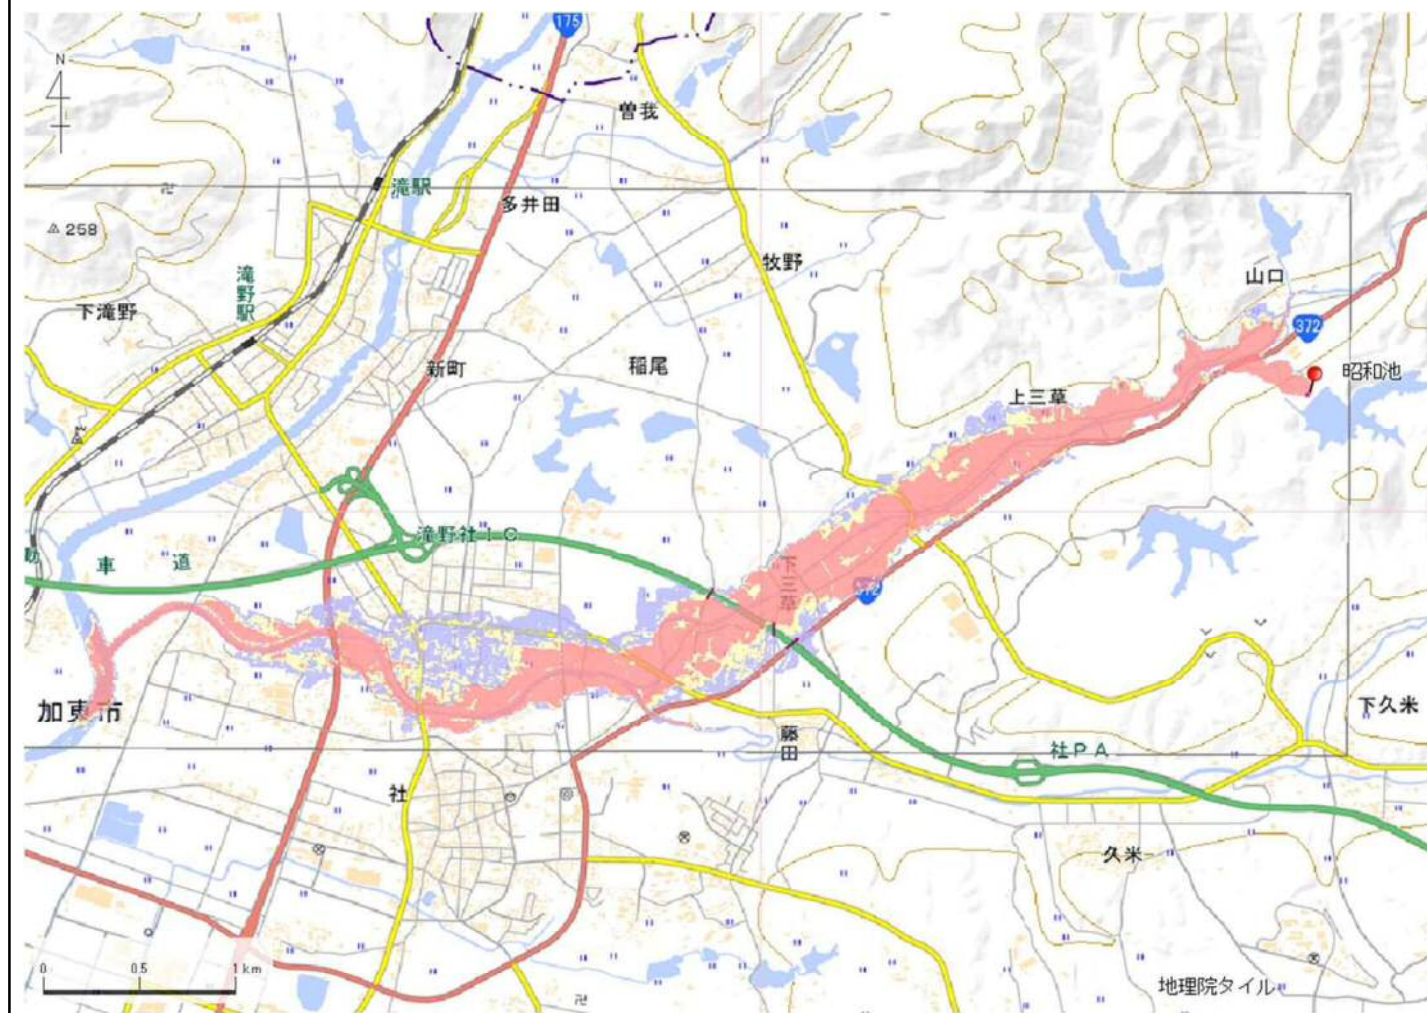 175
N
曽我
滝駅
多井田
258
牧野
山口
滝野駅
下滝野
372
新町
稲尾
昭和池
上三草
滝野社IC
車道
下三草
372
加東市
藤田
下久米
社PA
社
久米
0 0.5 1 km
地理院タイル